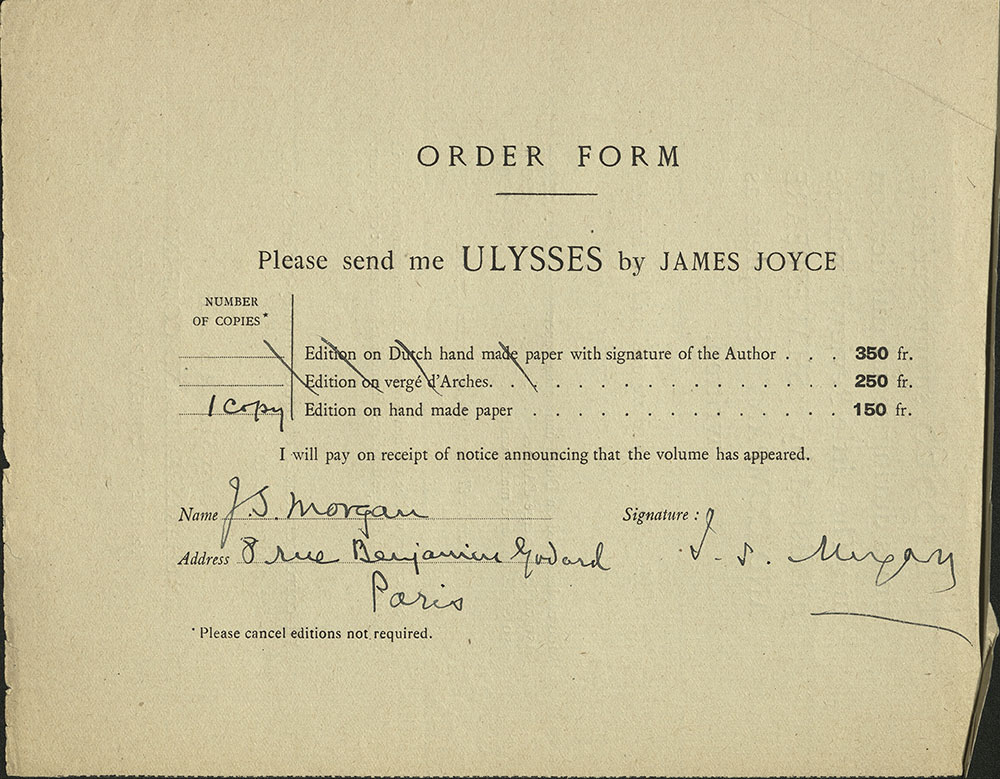 ORDER FORM
Please send me ULYSSES by JAMES JOYCE
NUMBER
OF COPIES*
Edition on Dutch hand made paper with signature of the Author . . . 350 fr.
Edition on vergé d'Arches. . . . . . . . . . . . . . 250 fr.
1 Copy Edition on hand made paper . . . . . . . . . . . . . 150 fr.
I will pay on receipt of notice announcing that the volume has appeared.
Name J. S. Morgan Signature : J. S. Morgan
Address 8 rue Benjamin Godard
Paris
* Please cancel editions not required.